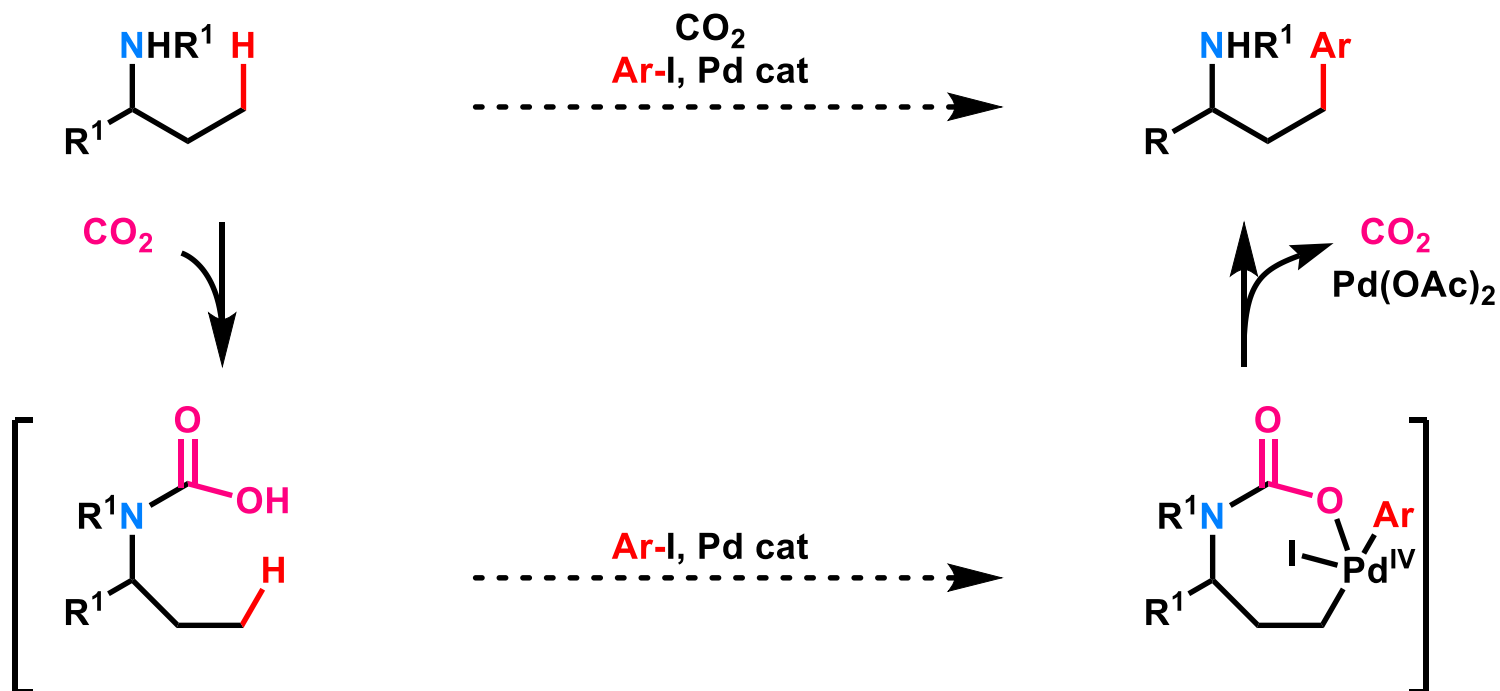 NHR¹ H
R¹
CO₂
Ar-I, Pd cat
NHR¹ Ar
R
CO₂
CO₂
Pd(OAc)₂
O
R¹N OH
H
R¹
Ar-I, Pd cat
O
R¹N O Ar
I Pdᴵⱽ
R¹